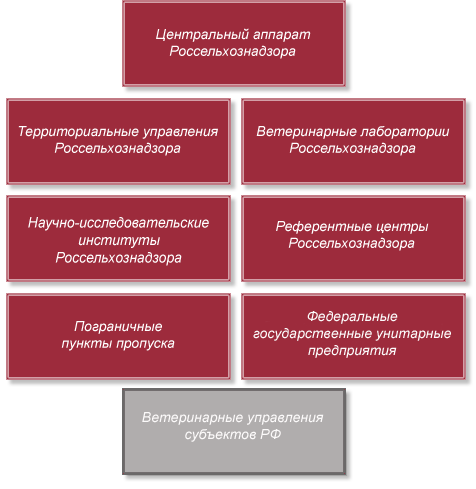 Центральный аппарат
Россельхознадзора
Территориальные управления
Россельхознадзора
Ветеринарные лаборатории
Россельхознадзора
Научно-исследовательские
институты
Россельхознадзора
Референтные центры
Россельхознадзора
Пограничные
пункты пропуска
Федеральные
государственные унитарные
предприятия
Ветеринарные управления
субъектов РФ